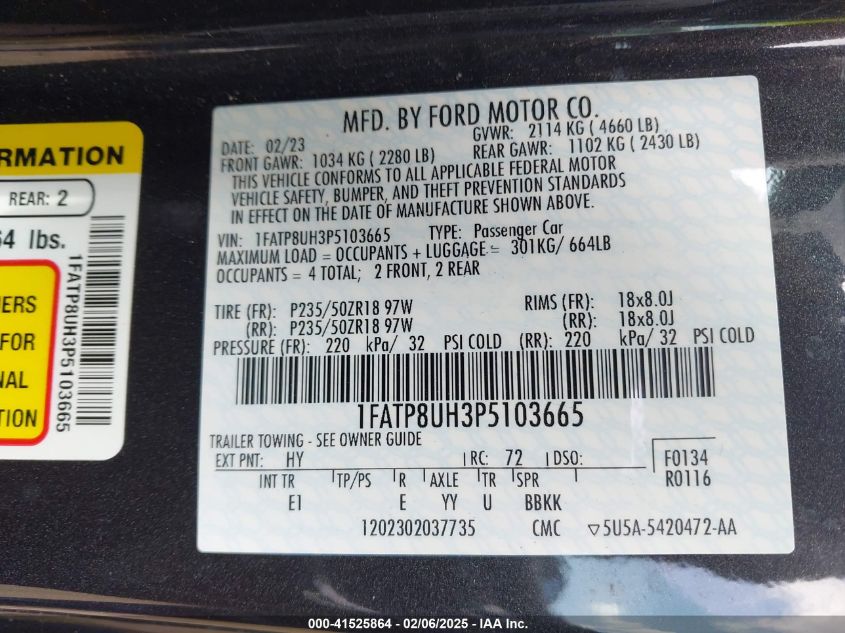 RMATION
REAR: 2
64 lbs.
NERS
FOR
NAL
TION
1FATP8UH3P5103665
MFD. BY FORD MOTOR CO.
DATE: 02/23 GVWR: 2114 KG ( 4660 LB)
FRONT GAWR: 1034 KG ( 2280 LB) REAR GAWR: 1102 KG ( 2430 LB)
THIS VEHICLE CONFORMS TO ALL APPLICABLE FEDERAL MOTOR
VEHICLE SAFETY, BUMPER, AND THEFT PREVENTION STANDARDS
IN EFFECT ON THE DATE OF MANUFACTURE SHOWN ABOVE.
VIN: 1FATP8UH3P5103665 TYPE: Passenger Car
MAXIMUM LOAD = OCCUPANTS + LUGGAGE = 301KG/ 664LB
OCCUPANTS = 4 TOTAL; 2 FRONT, 2 REAR
TIRE (FR): P235/50ZR18 97W RIMS (FR): 18x8.0J
(RR): P235/50ZR18 97W (RR): 18x8.0J
PRESSURE (FR): 220 kPa/ 32 PSI COLD (RR): 220 kPa/ 32 PSI COLD
1FATP8UH3P5103665
TRAILER TOWING - SEE OWNER GUIDE
EXT PNT: HY RC: 72 DSO: F0134
R0116
INT TR TP/PS R AXLE TR SPR
EI E YY U BBKK
1202302037735 CMC ▽5U5A-5420472-AA
000-41525864 - 02/06/2025 - IAA Inc.